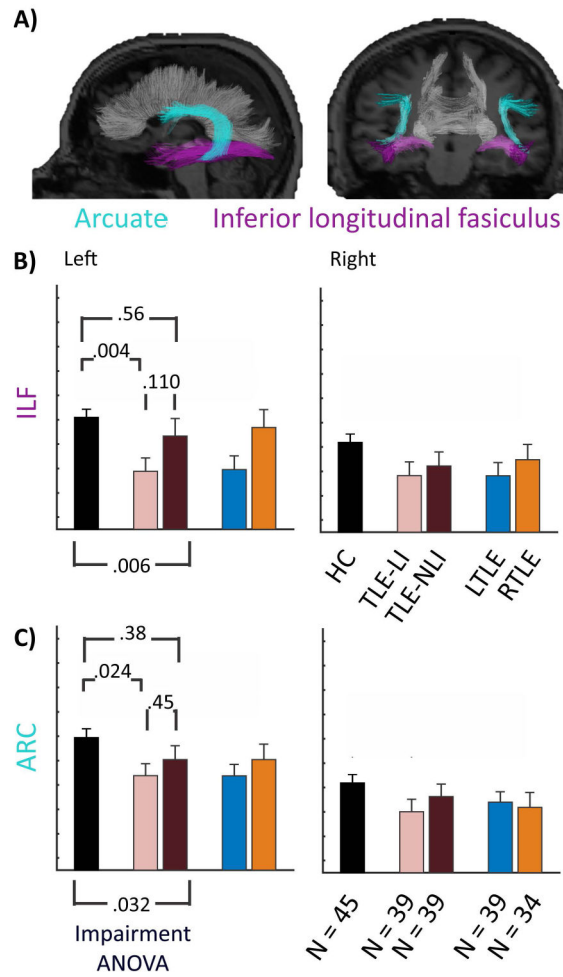 A)
Arcuate Inferior longitudinal fasiculus
B)
Left Right
ILF
.56
.004
.110
.006
HC
TLE-LI
TLE-NLI
LTLE
RTLE
C)
ARC
.38
.024
.45
.032
Impairment
ANOVA
N = 45
N = 39
N = 39
N = 39
N = 34